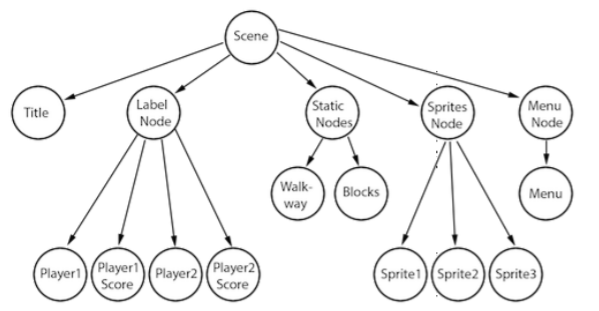 Scene
Title
Label
Node
Static
Nodes
Sprites
Node
Menu
Node
Walk-
way
Blocks
Menu
Player1
Player1
Score
Player2
Player2
Score
Sprite1
Sprite2
Sprite3